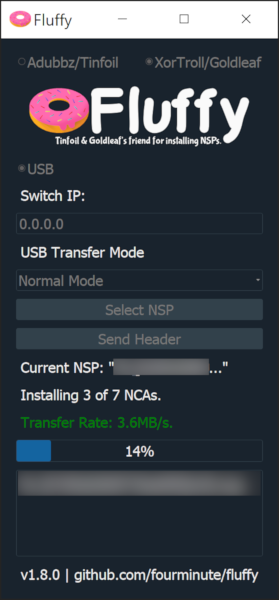 Fluffy
Adubbz/Tinfoil XorTroll/Goldleaf
Fluffy
Tinfoil & Goldleaf's friend for installing NSPs.
USB
Switch IP:
0.0.0.0
USB Transfer Mode
Normal Mode
Select NSP
Send Header
Current NSP: "..."
Installing 3 of 7 NCAs.
Transfer Rate: 3.6MB/s.
14%
v1.8.0 | github.com/fourminute/fluffy